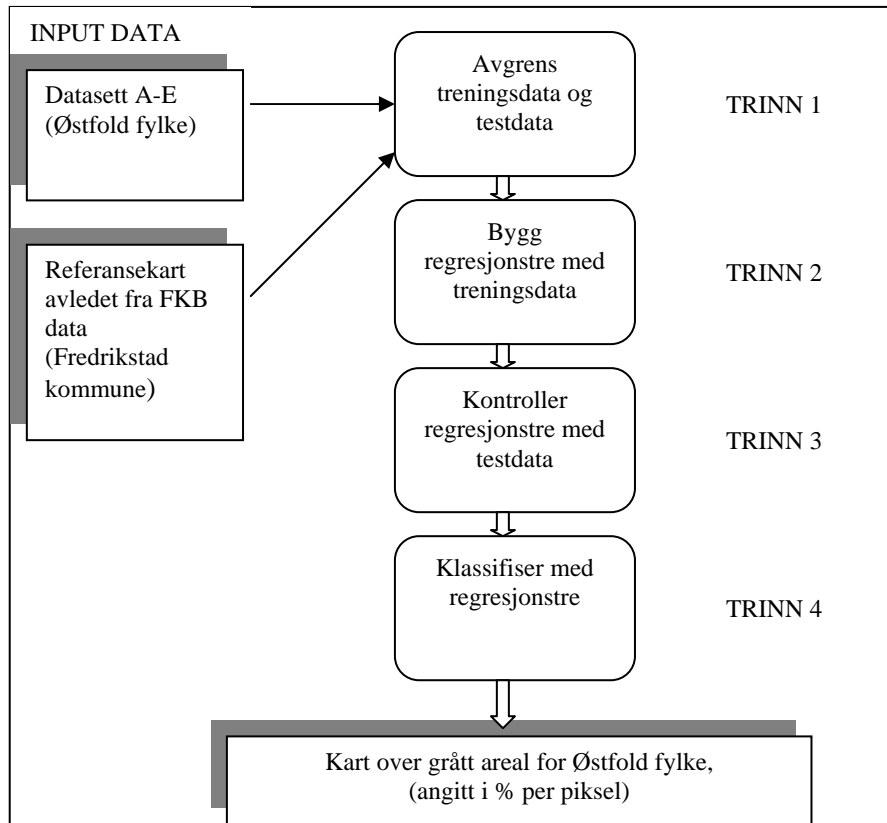 INPUT DATA
Datasett A-E
(Østfold fylke)
Referansekart
avledet fra FKB
data
(Fredrikstad
kommune)
Avgrens
treningsdata og
testdata
TRINN 1
Bygg
regresjonstre med
treningsdata
TRINN 2
Kontroller
regresjonstre med
testdata
TRINN 3
Klassifiser med
regresjonstre
TRINN 4
Kart over grått areal for Østfold fylke,
(angitt i % per piksel)